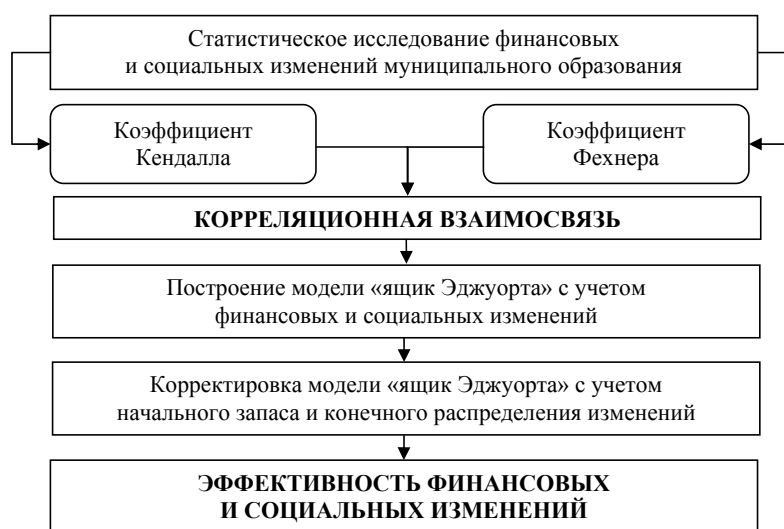 Статистическое исследование финансовых
и социальных изменений муниципального образования
Коэффициент
Кендалла
Коэффициент
Фехнера
КОРРЕЛЯЦИОННАЯ ВЗАИМОСВЯЗЬ
Построение модели «ящик Эджуорта» с учетом
финансовых и социальных изменений
Корректировка модели «ящик Эджуорта» с учетом
начального запаса и конечного распределения изменений
ЭФФЕКТИВНОСТЬ ФИНАНСОВЫХ
И СОЦИАЛЬНЫХ ИЗМЕНЕНИЙ